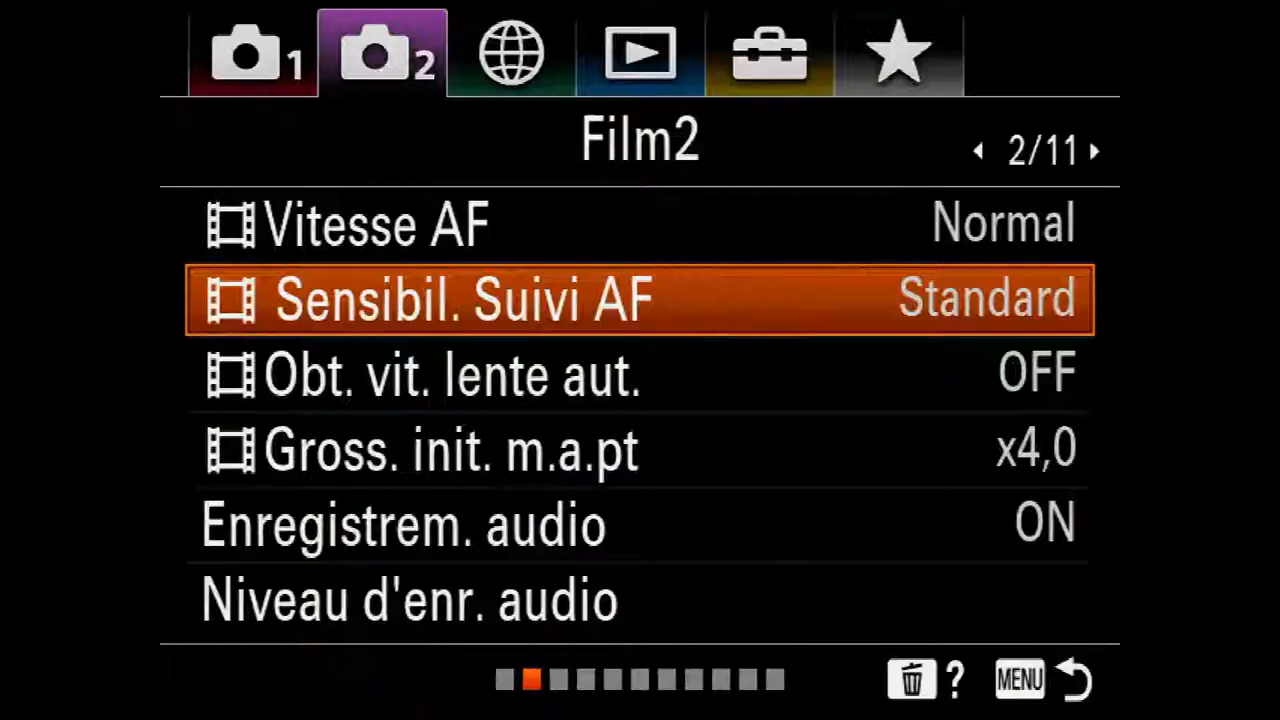 1 2
Film2
2/11
Vitesse AF Normal
Sensibil. Suivi AF Standard
Obt. vit. lente aut. OFF
Gross. init. m.a.pt x4,0
Enregistrem. audio ON
Niveau d'enr. audio
? MENU